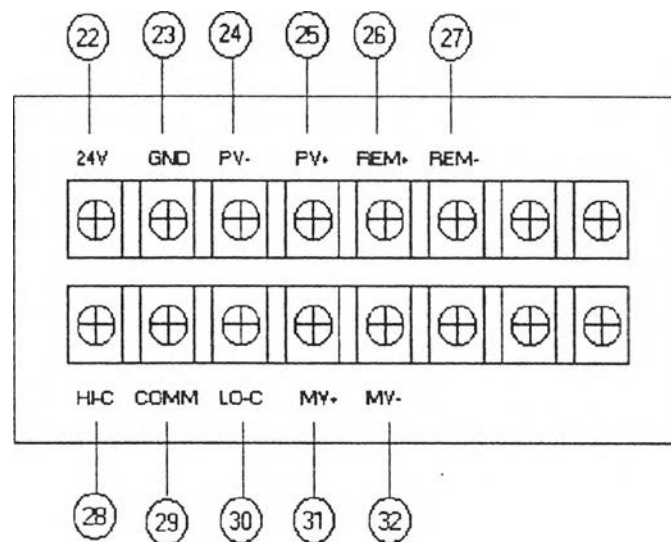 22 23 24 25 26 27
24V GND PV- PV+ REM+ REM-
HI-C COMM LO-C MV+ MV-
28 29 30 31 32